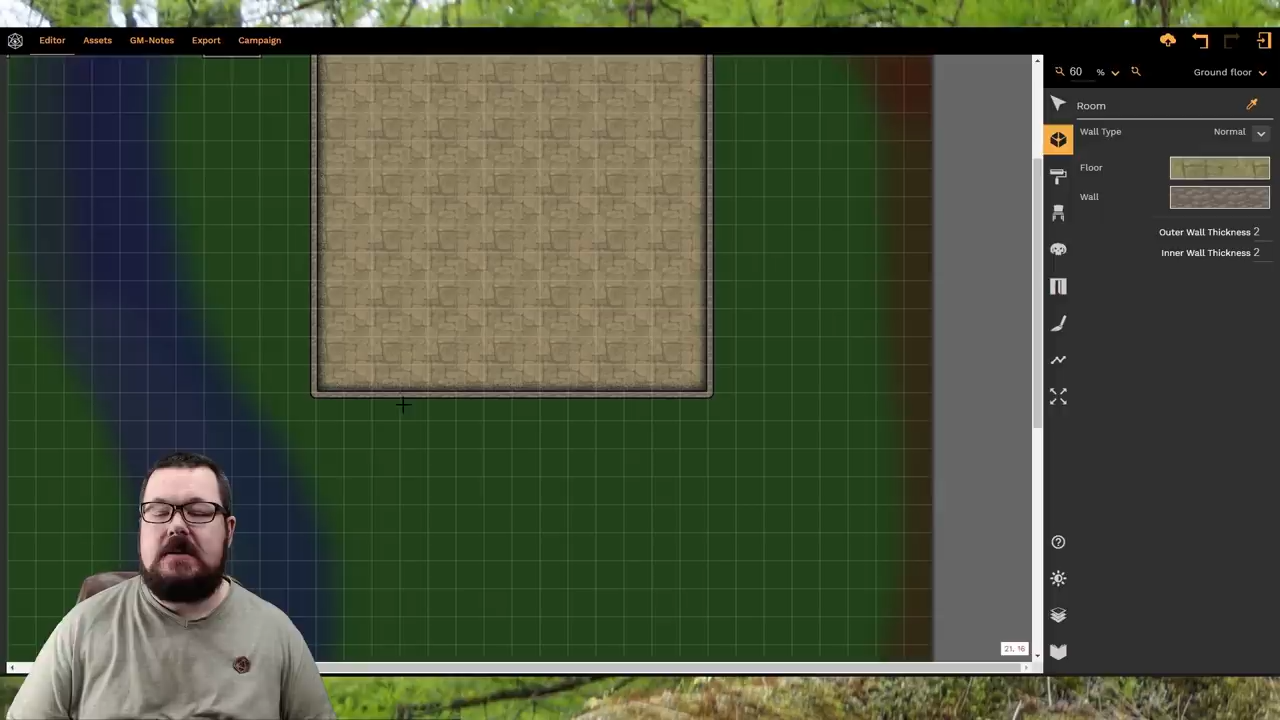 Editor Assets GM-Notes Export Campaign
60 % Ground floor
Room
Wall Type Normal
Floor
Wall
Outer Wall Thickness 2
Inner Wall Thickness 2
21, 16